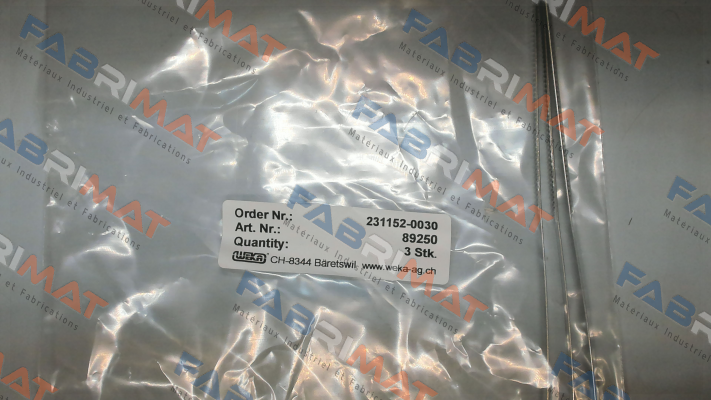 FABRIMAT
Materiaux Industriel et Fabrications
Order Nr.: 231152-0030
Art. Nr.: 89250
Quantity: 3 Stk.
weka CH-8344 Bäretswil, www.weka-ag.ch